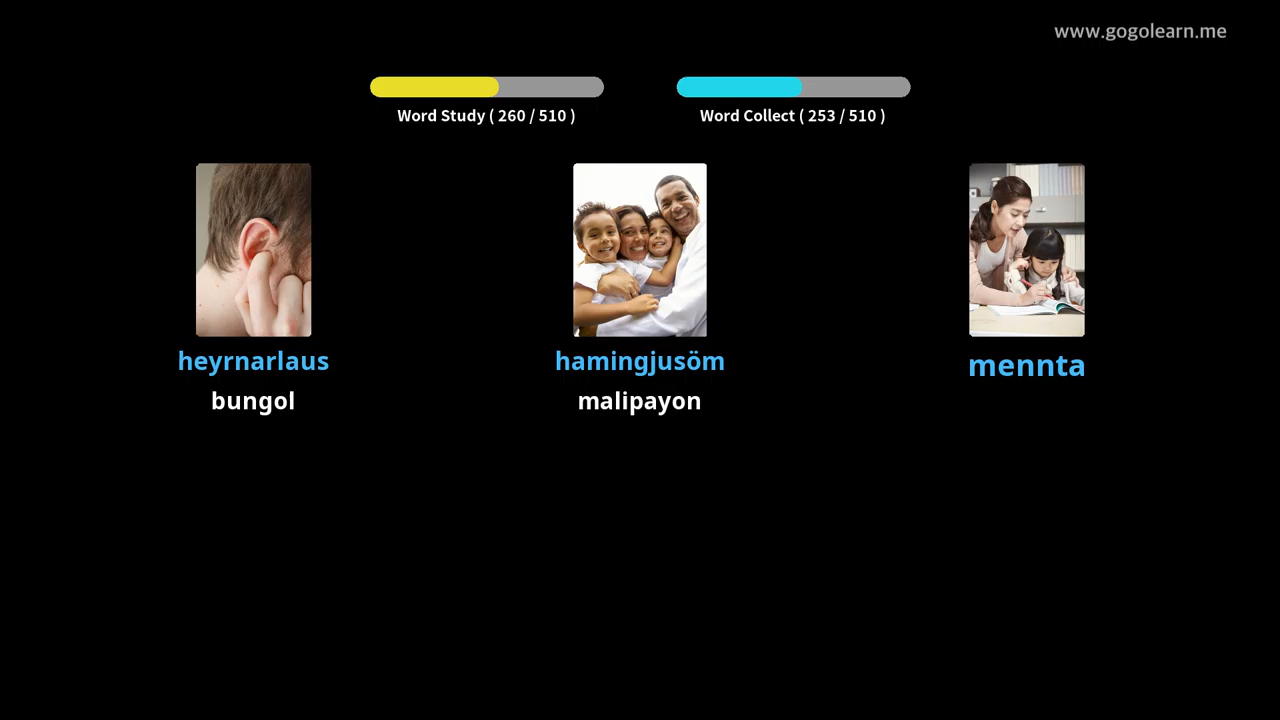 www.gogolearn.me
Word Study ( 260 / 510 )
Word Collect ( 253 / 510 )
heyrnarlaus
hamingjusöm
mennta
bungol
malipayon